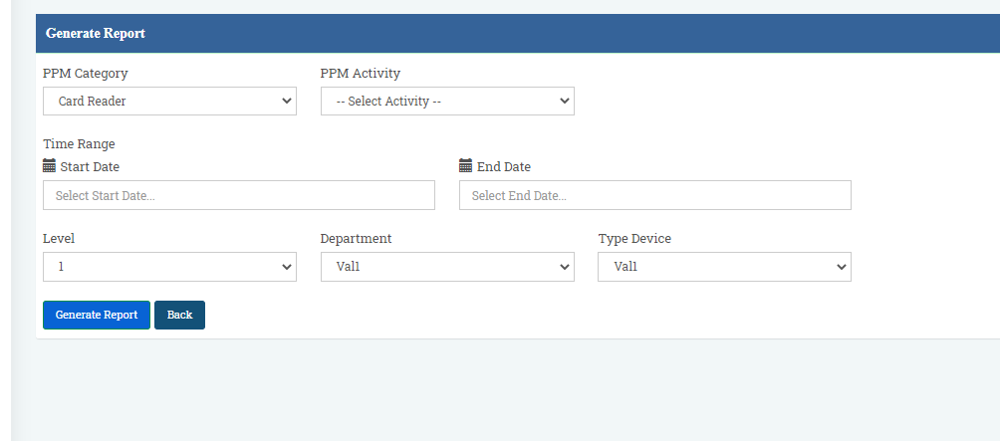 Generate Report
PPM Category PPM Activity
Card Reader -- Select Activity --
Time Range
Start Date End Date
Select Start Date... Select End Date...
Level Department Type Device
1 Val1 Val1
Generate Report Back